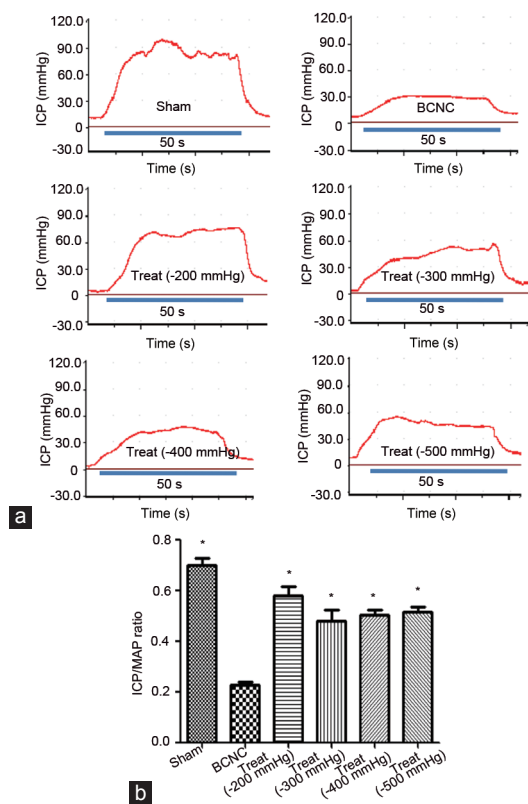 120.0
90.0
60.0
30.0
0
-30.0
ICP (mmHg)
Sham
50 s
Time (s)
120.0
90.0
60.0
30.0
0
-30.0
ICP (mmHg)
BCNC
50 s
Time (s)
120.0
90.0
60.0
30.0
0
-30.0
ICP (mmHg)
Treat (-200 mmHg)
50 s
Time (s)
120.0
90.0
60.0
30.0
0
-30.0
ICP (mmHg)
Treat (-300 mmHg)
50 s
Time (s)
120.0
90.0
60.0
30.0
0
-30.0
ICP (mmHg)
Treat (-400 mmHg)
50 s
Time (s)
120.0
90.0
60.0
30.0
0
-30.0
ICP (mmHg)
Treat (-500 mmHg)
50 s
Time (s)
a
0.8
0.6
0.4
0.2
0.0
ICP/MAP ratio
*
*
*
*
*
Sham
BCNC
Treat
(-200 mmHg)
Treat
(-300 mmHg)
Treat
(-400 mmHg)
Treat
(-500 mmHg)
b